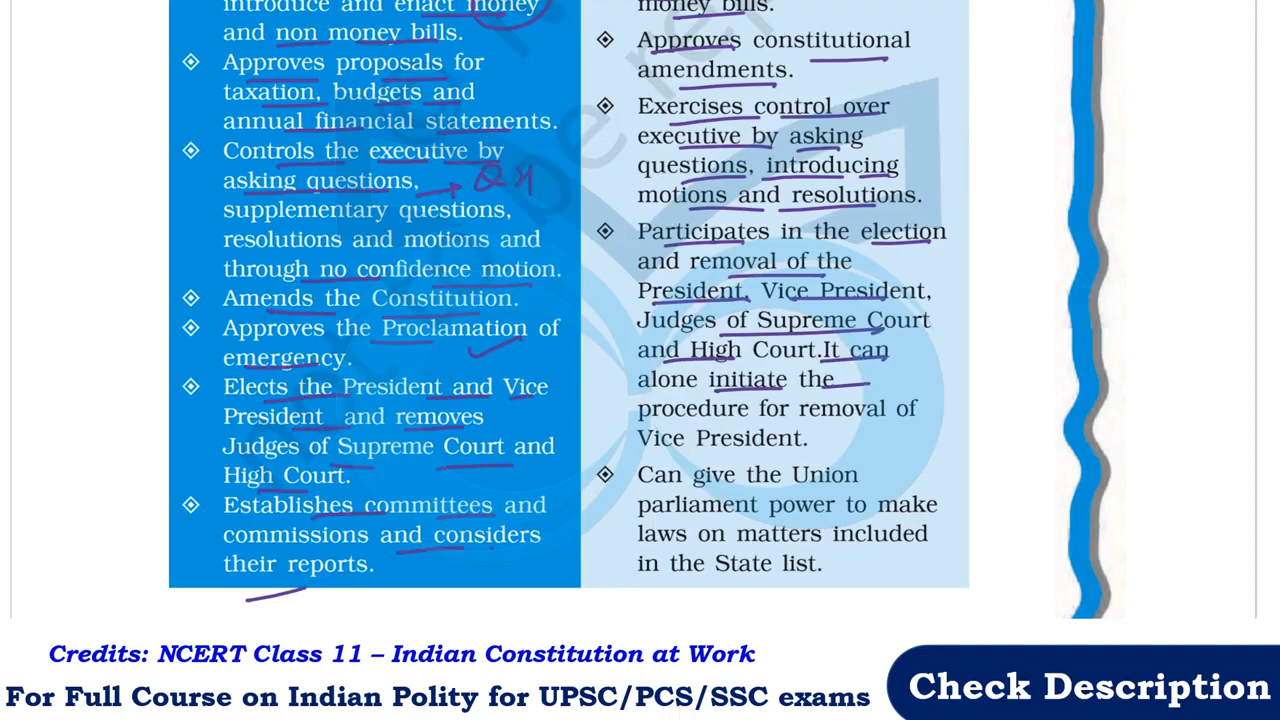 introduce and enact money
and non money bills.
❖ Approves proposals for
taxation, budgets and
annual financial statements.
❖ Controls the executive by
asking questions, → QH
supplementary questions,
resolutions and motions and
through no confidence motion.
❖ Amends the Constitution.
❖ Approves the Proclamation of
emergency.
❖ Elects the President and Vice
President and removes
Judges of Supreme Court and
High Court.
❖ Establishes committees and
commissions and considers
their reports.
money bills.
❖ Approves constitutional
amendments.
❖ Exercises control over
executive by asking
questions, introducing
motions and resolutions.
❖ Participates in the election
and removal of the
President, Vice President,
Judges of Supreme Court
and High Court.It can
alone initiate the
procedure for removal of
Vice President.
❖ Can give the Union
parliament power to make
laws on matters included
in the State list.
Credits: NCERT Class 11 – Indian Constitution at Work
For Full Course on Indian Polity for UPSC/PCS/SSC exams
Check Description